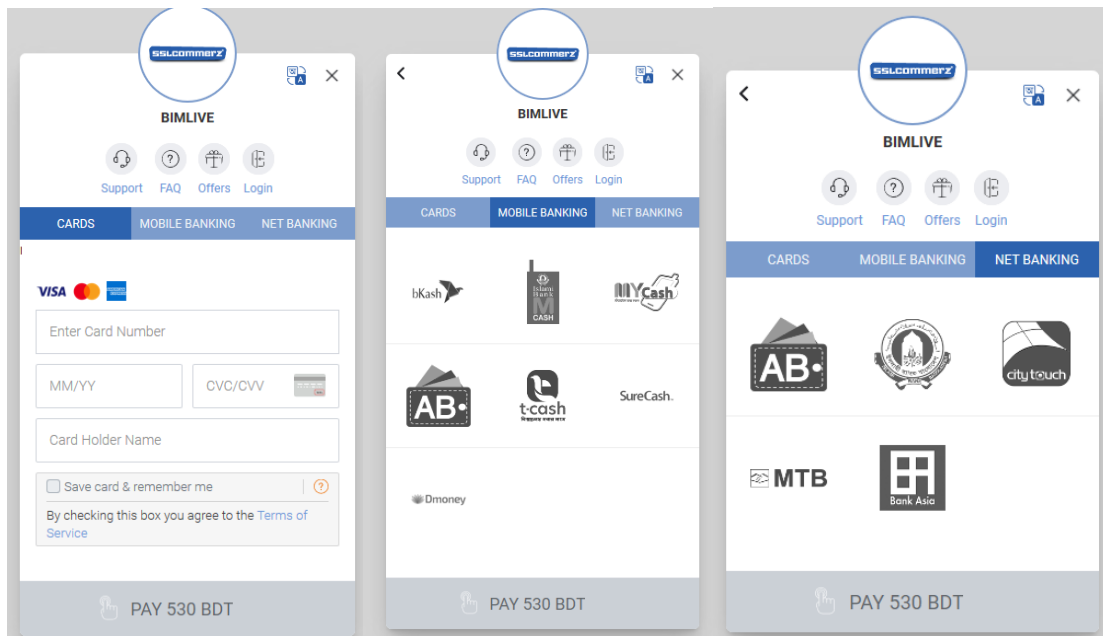 SSLCOMMERZ
BIMLIVE
Support FAQ Offers Login
CARDS MOBILE BANKING NET BANKING
VISA
Enter Card Number
MM/YY CVC/CVV
Card Holder Name
Save card & remember me ?
By checking this box you agree to the Terms of
Service
PAY 530 BDT
SSLCOMMERZ
BIMLIVE
Support FAQ Offers Login
CARDS MOBILE BANKING NET BANKING
bKash
Islami
Bank
M
CASH
MYCash
AB
t-cash
SureCash
Dmoney
PAY 530 BDT
SSLCOMMERZ
BIMLIVE
Support FAQ Offers Login
CARDS MOBILE BANKING NET BANKING
AB
citytouch
MTB
Bank Asia
PAY 530 BDT